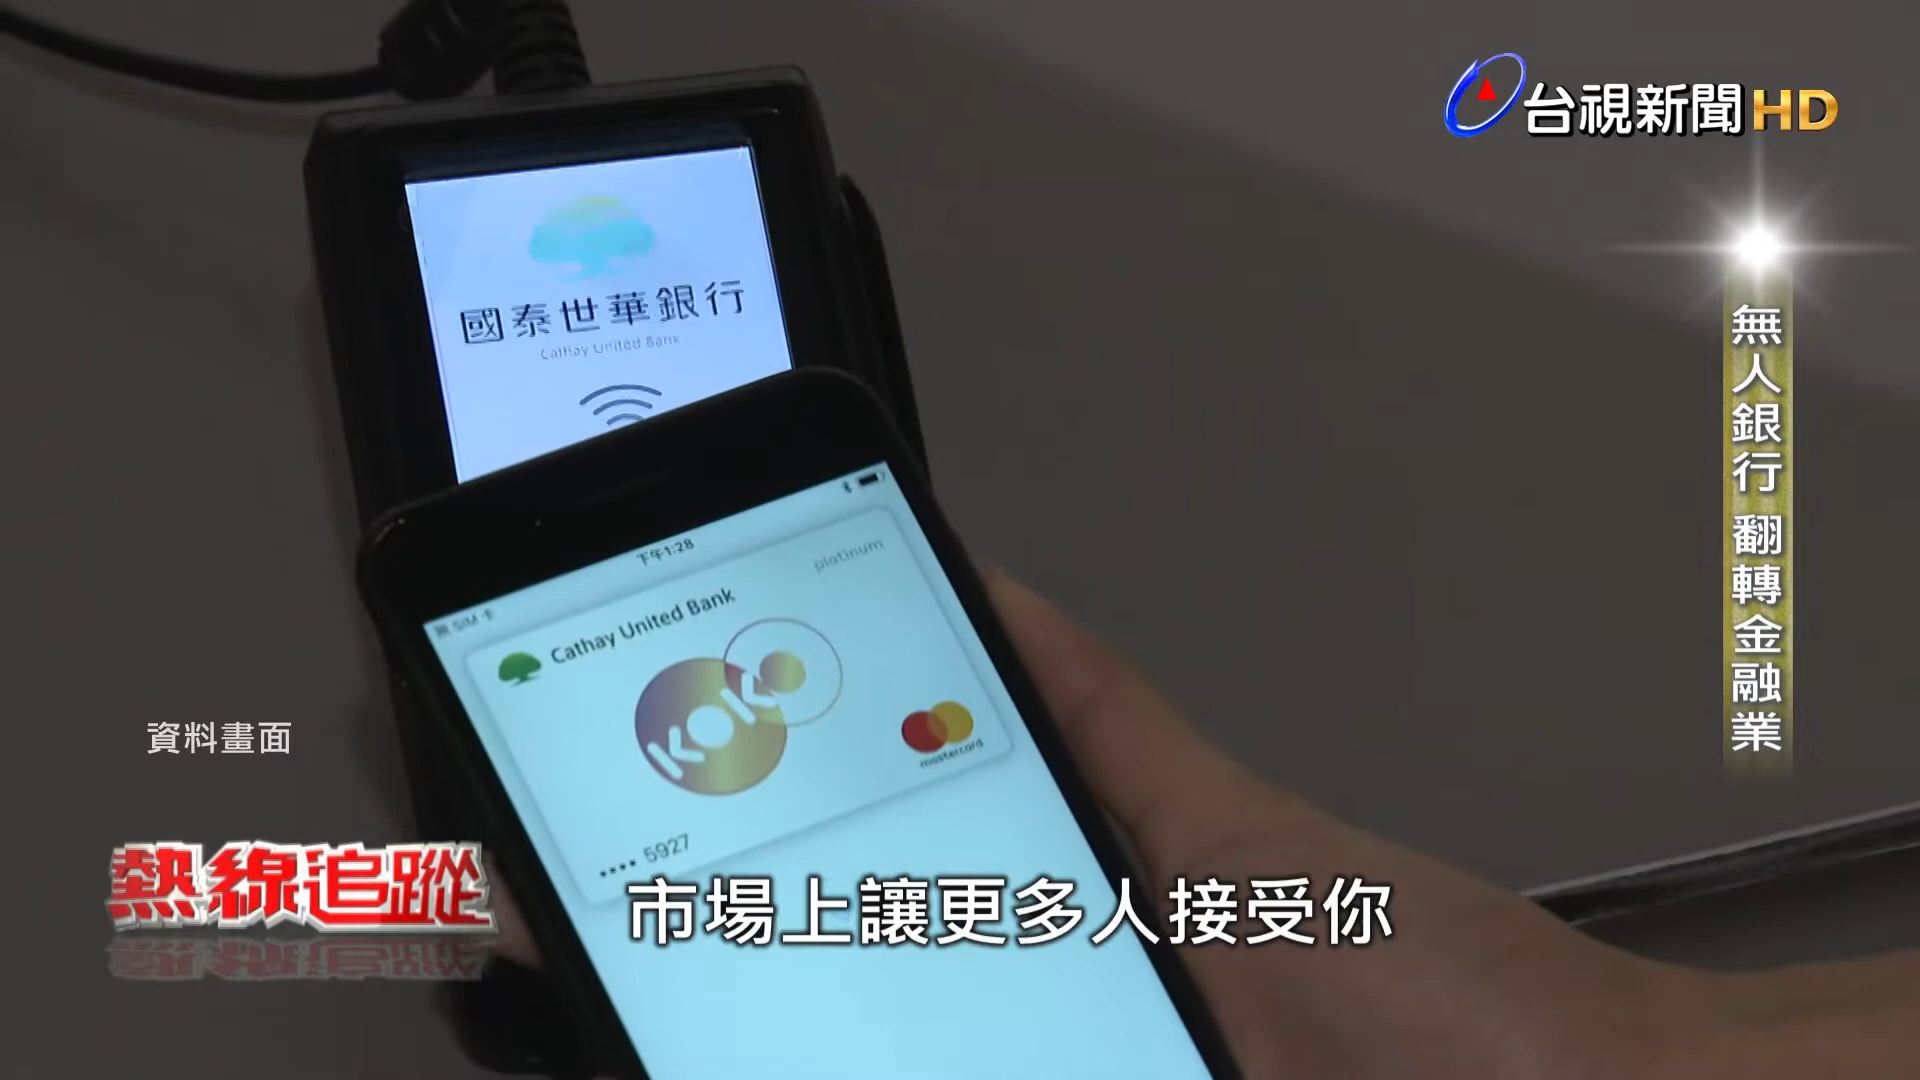 台視新聞HD
國泰世華銀行
Cathay United Bank
無SIM卡
下午1:28
platinum
Cathay United Bank
KOKO
mastercard
•••• 5927
無人銀行 翻轉金融業
資料畫面
熱線追蹤
市場上讓更多人接受你